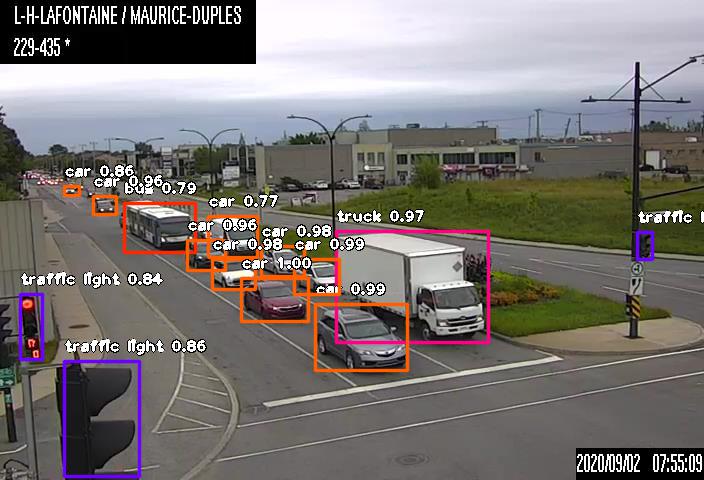 L-H-LAFONTAINE / MAURICE-DUPLES
229-435 *
car 0.86
car 0.96
bus 0.79
car 0.77
truck 0.97
car 0.96
car 0.98
traffic l
car 0.98
car 0.99
car 1.00
traffic light 0.84
car 0.99
traffic light 0.86
2020/09/02 07:55:09